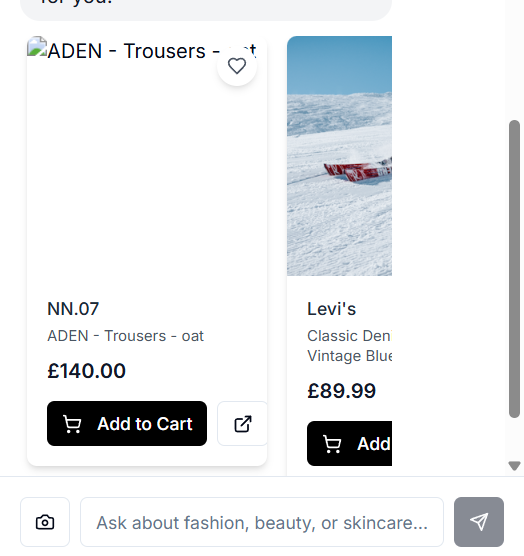 for you.
ADEN - Trousers - oat
NN.07
ADEN - Trousers - oat
£140.00
Add to Cart
Levi's
Classic Den
Vintage Blue
£89.99
Add
Ask about fashion, beauty, or skincare...